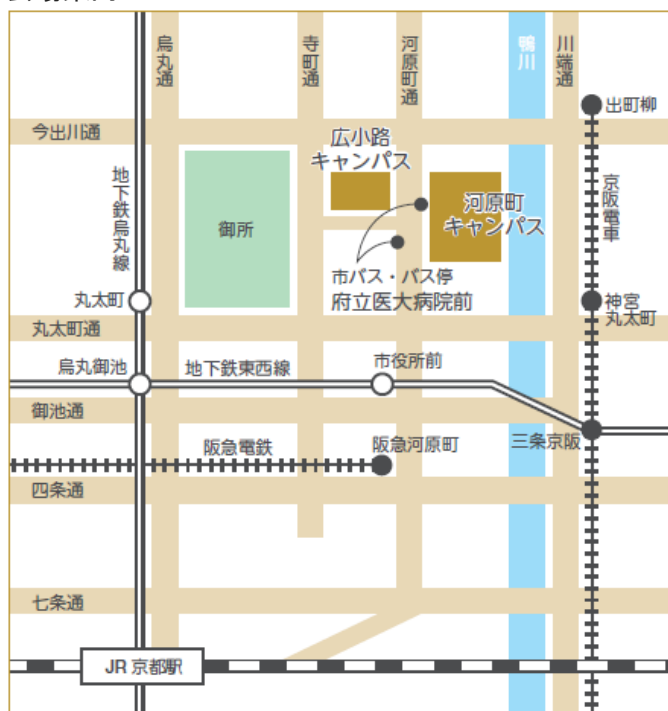 烏丸通
寺町通
河原町通
鴨川
川端通
出町柳
今出川通
広小路
キャンパス
地下鉄烏丸線
京阪電車
河原町
キャンパス
御所
市バス・バス停
府立医大病院前
丸太町
神宮
丸太町
丸太町通
烏丸御池
地下鉄東西線
市役所前
御池通
三条京阪
阪急電鉄
阪急河原町
四条通
七条通
JR 京都駅